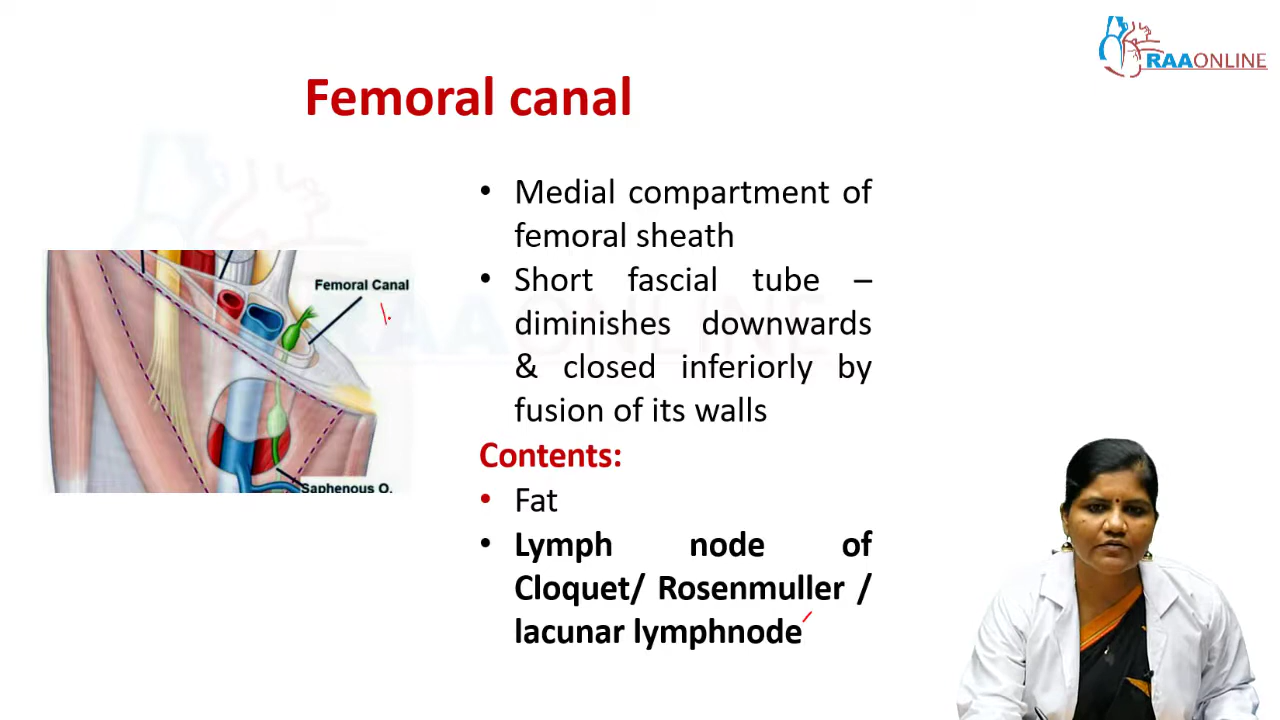 RAAONLINE
Femoral canal
Femoral Canal
Saphenous O.
• Medial compartment of
femoral sheath
• Short fascial tube –
diminishes downwards
& closed inferiorly by
fusion of its walls
Contents:
• Fat
• Lymph node of
Cloquet/ Rosenmuller /
lacunar lymphnode
RAAONLINE